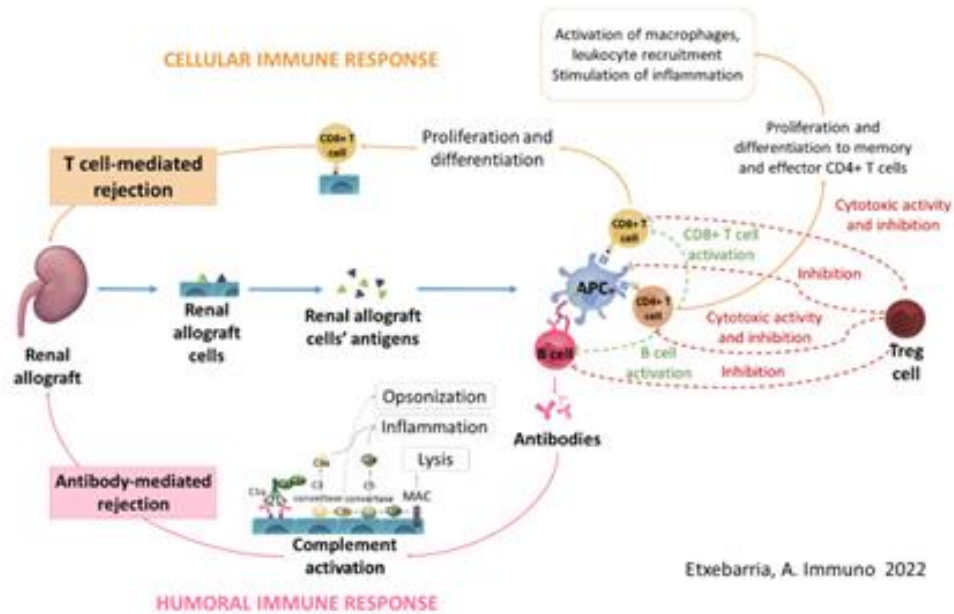 Activation of macrophages,
leukocyte recruitment
Stimulation of inflammation
CELLULAR IMMUNE RESPONSE
CD8+ T
cell
Proliferation and
differentiation
Proliferation and
differentiation to memory
and effector CD4+ T cells
T cell-mediated
rejection
Cytotoxic activity
and inhibition
CD8+ T
cell
CD8+ T cell
activation
Inhibition
APC
CD4+ T
cell
Renal
allograft
Renal
allograft
cells
Renal allograft
cells' antigens
Cytotoxic activity
and inhibition
Treg
cell
B cell
B cell
activation
Inhibition
Opsonization
Inflammation
Lysis
Antibodies
Antibody-mediated
rejection
C3
convertase
C5
convertase
MAC
Complement
activation
Etxebarria, A. Immuno 2022
HUMORAL IMMUNE RESPONSE